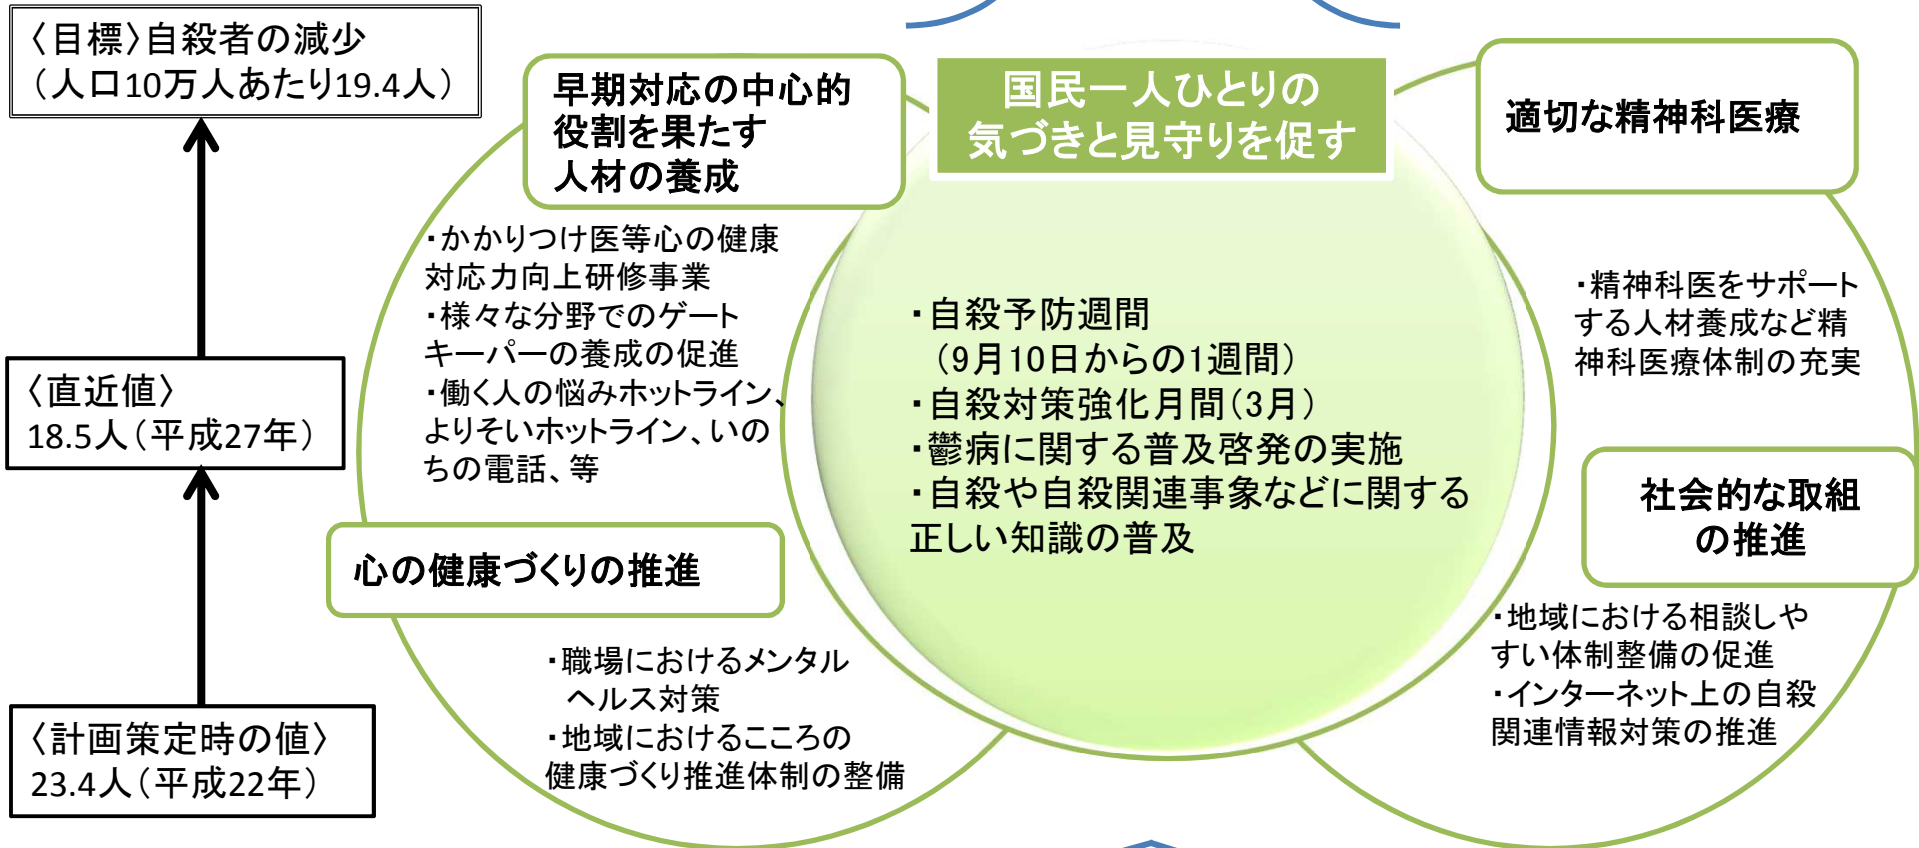 〈目標〉自殺者の減少
（人口10万人あたり19.4人）
〈直近値〉
18.5人（平成27年）
〈計画策定時の値〉
23.4人（平成22年）
早期対応の中心的
役割を果たす
人材の養成
・かかりつけ医等心の健康
対応力向上研修事業
・様々な分野でのゲート
キーパーの養成の促進
・働く人の悩みホットライン、
よりそいホットライン、いの
ちの電話、等
心の健康づくりの推進
・職場におけるメンタル
ヘルス対策
・地域におけるこころの
健康づくり推進体制の整備
国民一人ひとりの
気づきと見守りを促す
・自殺予防週間
（9月10日からの1週間）
・自殺対策強化月間（3月）
・鬱病に関する普及啓発の実施
・自殺や自殺関連事象などに関する
正しい知識の普及
適切な精神科医療
・精神科医をサポート
する人材養成など精
神科医療体制の充実
社会的な取組
の推進
・地域における相談しや
すい体制整備の促進
・インターネット上の自殺
関連情報対策の推進